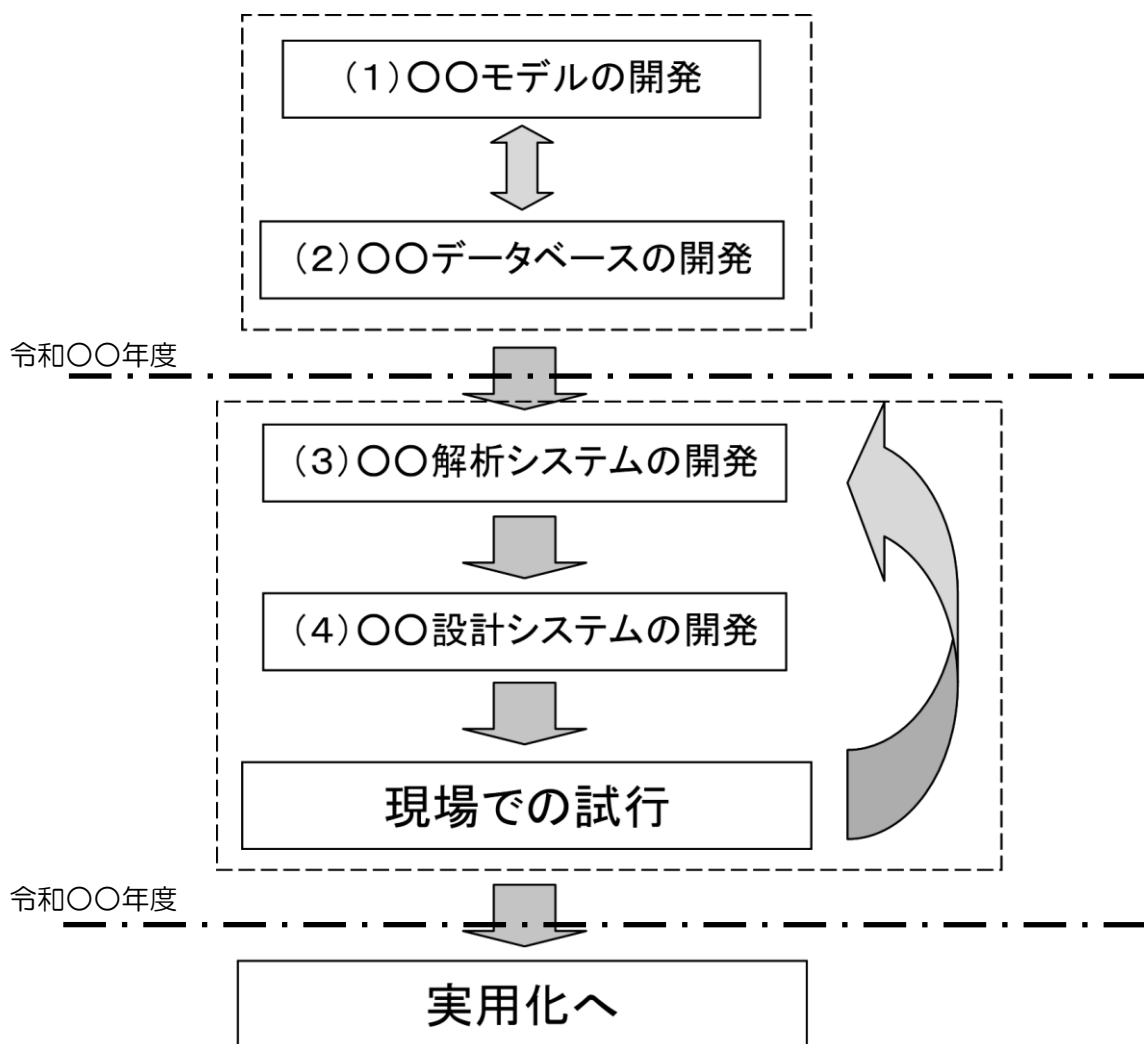 (1)〇〇モデルの開発
(2)〇〇データベースの開発
令和〇〇年度
(3)〇〇解析システムの開発
(4)〇〇設計システムの開発
現場での試行
令和〇〇年度
実用化へ